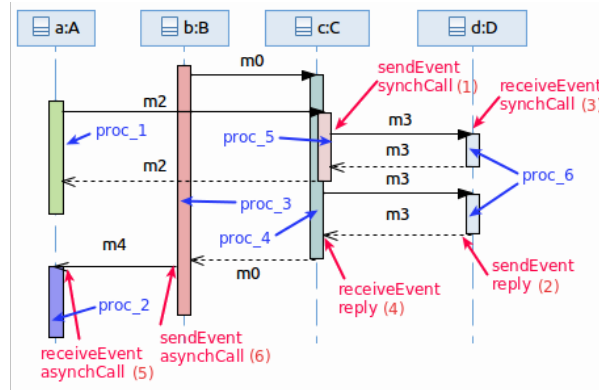 a:A
b:B
c:C
d:D
m0
sendEvent
synchCall (1)
receiveEvent
synchCall (3)
m2
proc_1
proc_5
m3
m3
m2
m3
proc_6
proc_3
m3
proc_4
m4
m0
sendEvent
reply (2)
receiveEvent
reply (4)
proc_2
sendEvent
asynchCall (6)
receiveEvent
asynchCall (5)